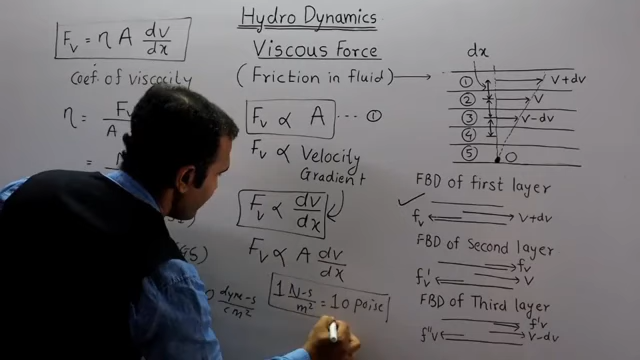 Hydro Dynamics
Viscous Force
(Friction in fluid)
Fv = η A dv/dx
Coef. of viscosity
η = Fv
A
=
Fv ∝ A ... ①
Fv ∝ Velocity
Gradient
Fv ∝ dv/dx
Fv ∝ A dv/dx
dyne-s/cm²
1 N-s/m² = 10 poise
dx
① V+dv
② V
③ V-dv
④
⑤ O
FBD of first layer
fv V+dv
FBD of Second layer
fv
f'v V
FBD of Third layer
f'v
f"v V-dv